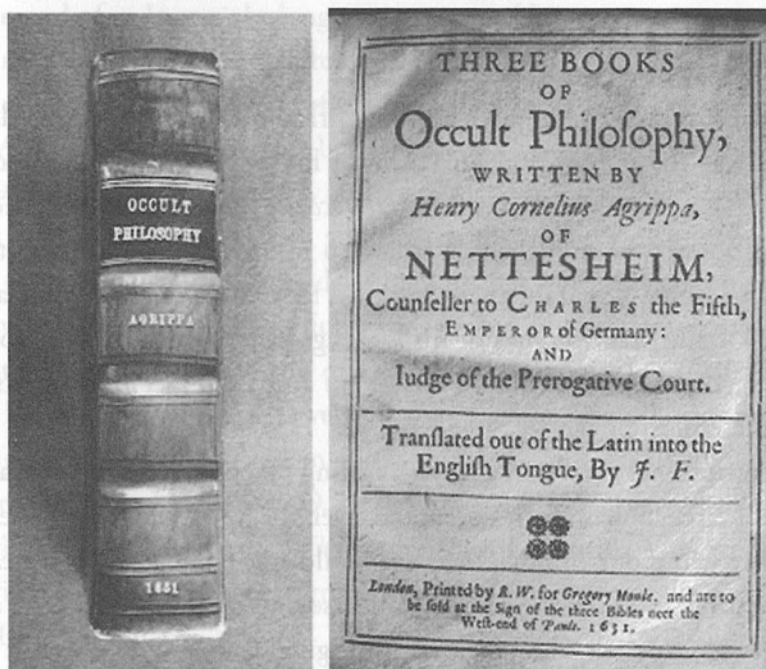 OCCULT
PHILOSOPHY
AGRIPPA
1651
THREE BOOKS
OF
Occult Philoſophy,
WRITTEN BY
Henry Cornelius Agrippa,
OF
NETTESHEIM,
Counſeller to CHARLES the Fifth,
EMPEROR of Germany:
AND
Iudge of the Prerogative Court.
Tranſlated out of the Latin into the
Engliſh Tongue, By J. F.
London, Printed by R. W. for Gregory Moule. and are to
be ſold at the Sign of the three Bibles neer the
Weſt-end of Pauls. 1651.